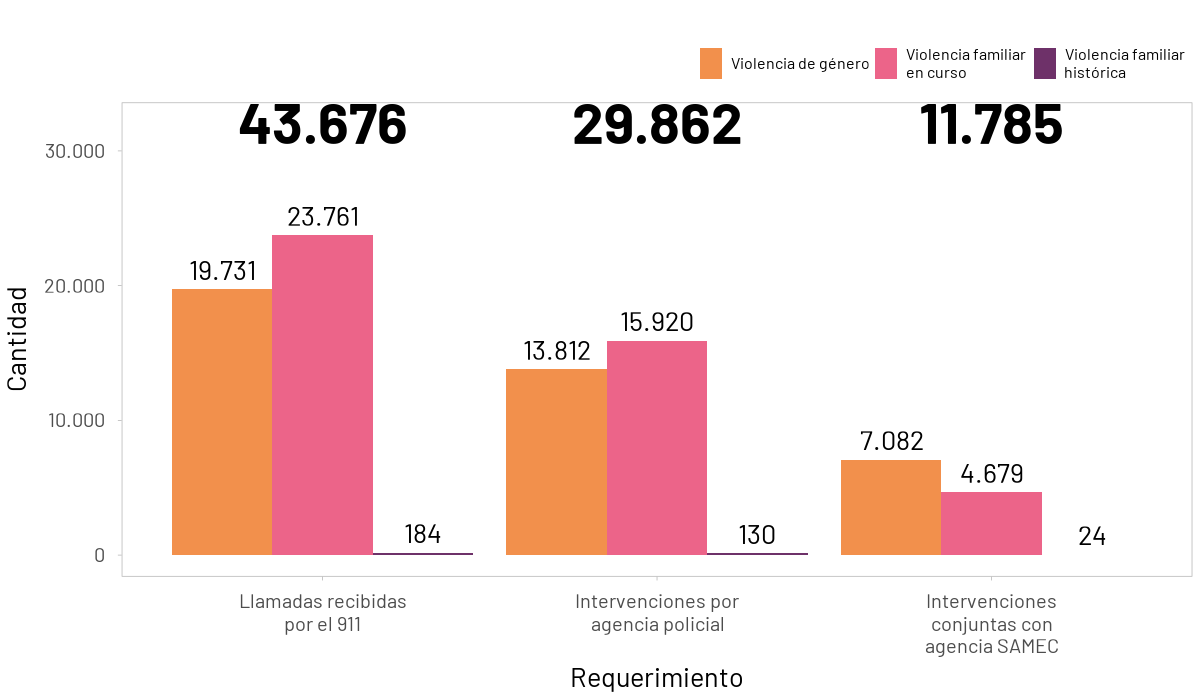 Violencia de género
Violencia familiar
en curso
Violencia familiar
histórica
43.676
29.862
11.785
30.000
20.000
10.000
0
Cantidad
23.761
19.731
184
15.920
13.812
130
7.082
4.679
24
Llamadas recibidas
por el 911
Intervenciones por
agencia policial
Intervenciones
conjuntas con
agencia SAMEC
Requerimiento